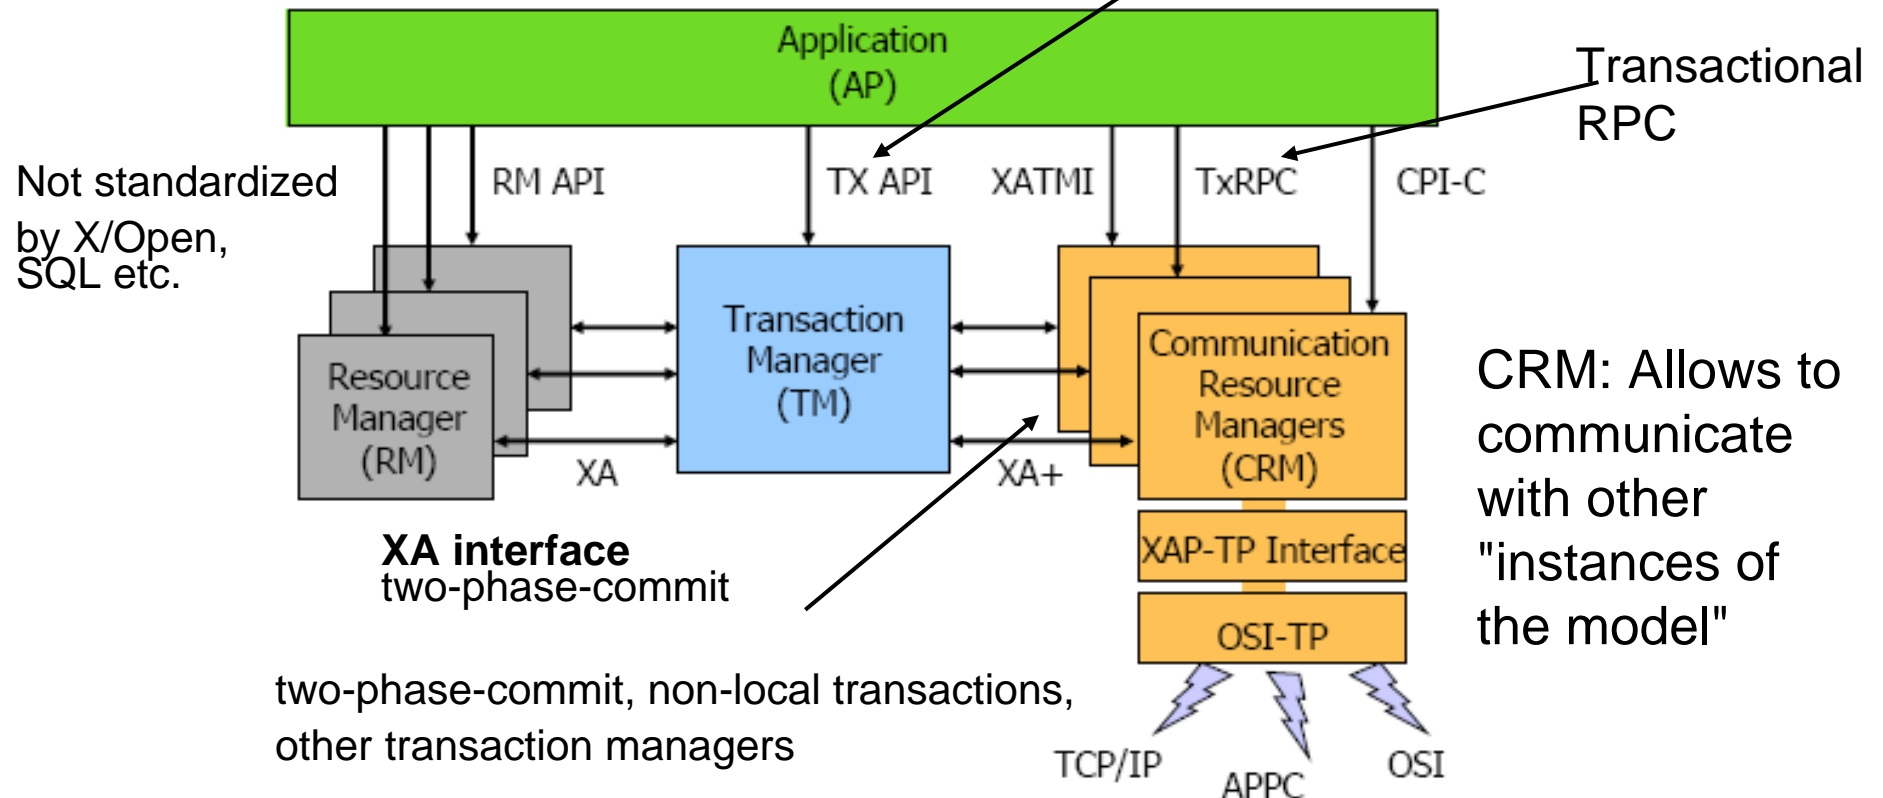 Application
(AP)
Transactional
RPC
Not standardized
by X/Open,
SQL etc.
RM API
TX API
XATMI
TxRPC
CPI-C
Resource
Manager
(RM)
Transaction
Manager
(TM)
Communication
Resource
Managers
(CRM)
XA
XA+
CRM: Allows to
communicate
with other
"instances of
the model"
XA interface
two-phase-commit
XAP-TP Interface
OSI-TP
two-phase-commit, non-local transactions,
other transaction managers
TCP/IP
APPC
OSI